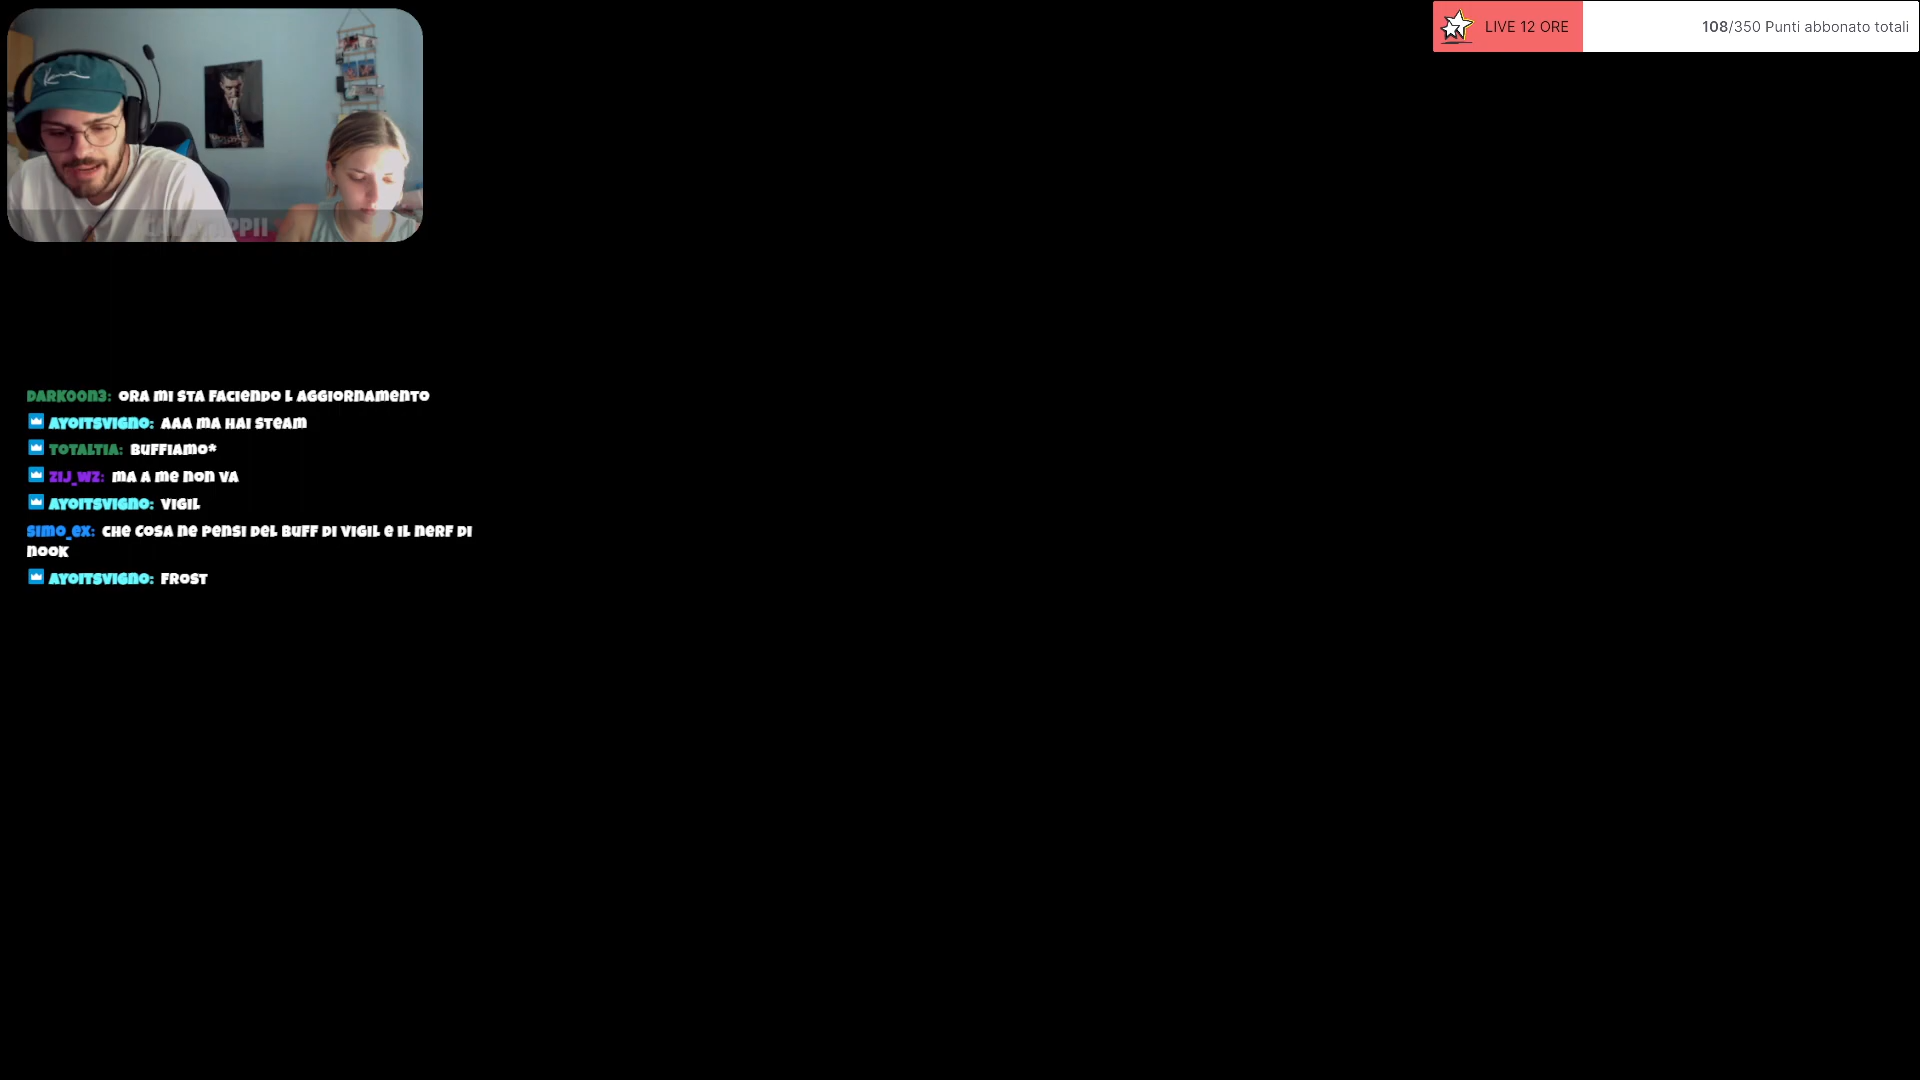 LIVE 12 ORE
108/350 Punti abbonato totali
DARKOON3: ORA MI STA FACIENDO L AGGIORNAMENTO
AYOITSVIGNO: AAA MA HAI STEAM
TOTALTIA: BUFFIAMO*
ZIJ_WZ: MA A ME NON VA
AYOITSVIGNO: VIGIL
SIMO_EX: CHE COSA NE PENSI DEL BUFF DI VIGIL E IL NERF DI
NOOK
AYOITSVIGNO: FROST